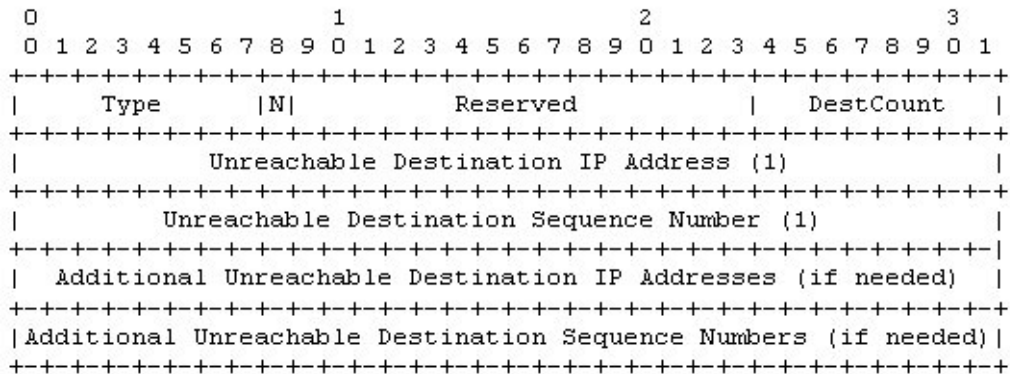 0                   1                   2                   3
 0 1 2 3 4 5 6 7 8 9 0 1 2 3 4 5 6 7 8 9 0 1 2 3 4 5 6 7 8 9 0 1
+-+-+-+-+-+-+-+-+-+-+-+-+-+-+-+-+-+-+-+-+-+-+-+-+-+-+-+-+-+-+-+-+
|     Type      |N|          Reserved           |   DestCount   |
+-+-+-+-+-+-+-+-+-+-+-+-+-+-+-+-+-+-+-+-+-+-+-+-+-+-+-+-+-+-+-+-+
|            Unreachable Destination IP Address (1)             |
+-+-+-+-+-+-+-+-+-+-+-+-+-+-+-+-+-+-+-+-+-+-+-+-+-+-+-+-+-+-+-+-+
|         Unreachable Destination Sequence Number (1)           |
+-+-+-+-+-+-+-+-+-+-+-+-+-+-+-+-+-+-+-+-+-+-+-+-+-+-+-+-+-+-+-+-|
|  Additional Unreachable Destination IP Addresses (if needed)  |
+-+-+-+-+-+-+-+-+-+-+-+-+-+-+-+-+-+-+-+-+-+-+-+-+-+-+-+-+-+-+-+-+
|Additional Unreachable Destination Sequence Numbers (if needed)|
+-+-+-+-+-+-+-+-+-+-+-+-+-+-+-+-+-+-+-+-+-+-+-+-+-+-+-+-+-+-+-+-+